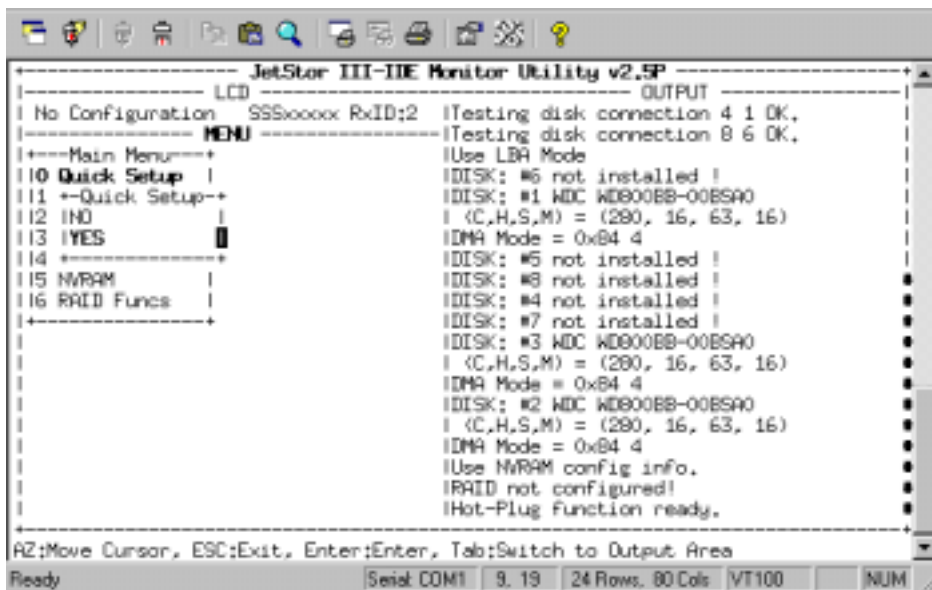 JetStor III-IDE Monitor Utility v2.5P
LCD
OUTPUT
No Configuration SSSxxxxx RxID:2
MENU
Main Menu
0 Quick Setup
1
Quick Setup
2
NO
3
YES
4
5 NVRAM
6 RAID Funcs
Testing disk connection 4 1 OK.
Testing disk connection 8 6 OK.
Use LBA Mode
DISK: #6 not installed !
DISK: #1 WDC WD800BB-00BSA0
(C,H,S,M) = (280, 16, 63, 16)
DMA Mode = 0x84 4
DISK: #5 not installed !
DISK: #8 not installed !
DISK: #4 not installed !
DISK: #7 not installed !
DISK: #3 WDC WD800BB-00BSA0
(C,H,S,M) = (280, 16, 63, 16)
DMA Mode = 0x84 4
DISK: #2 WDC WD800BB-00BSA0
(C,H,S,M) = (280, 16, 63, 16)
DMA Mode = 0x84 4
Use NVRAM config info.
RAID not configured!
Hot-Plug function ready.
AZ:Move Cursor, ESC:Exit, Enter:Enter, Tab:Switch to Output Area
Ready
Serial: COM1
9, 19
24 Rows, 80 Cols
VT100
NUM